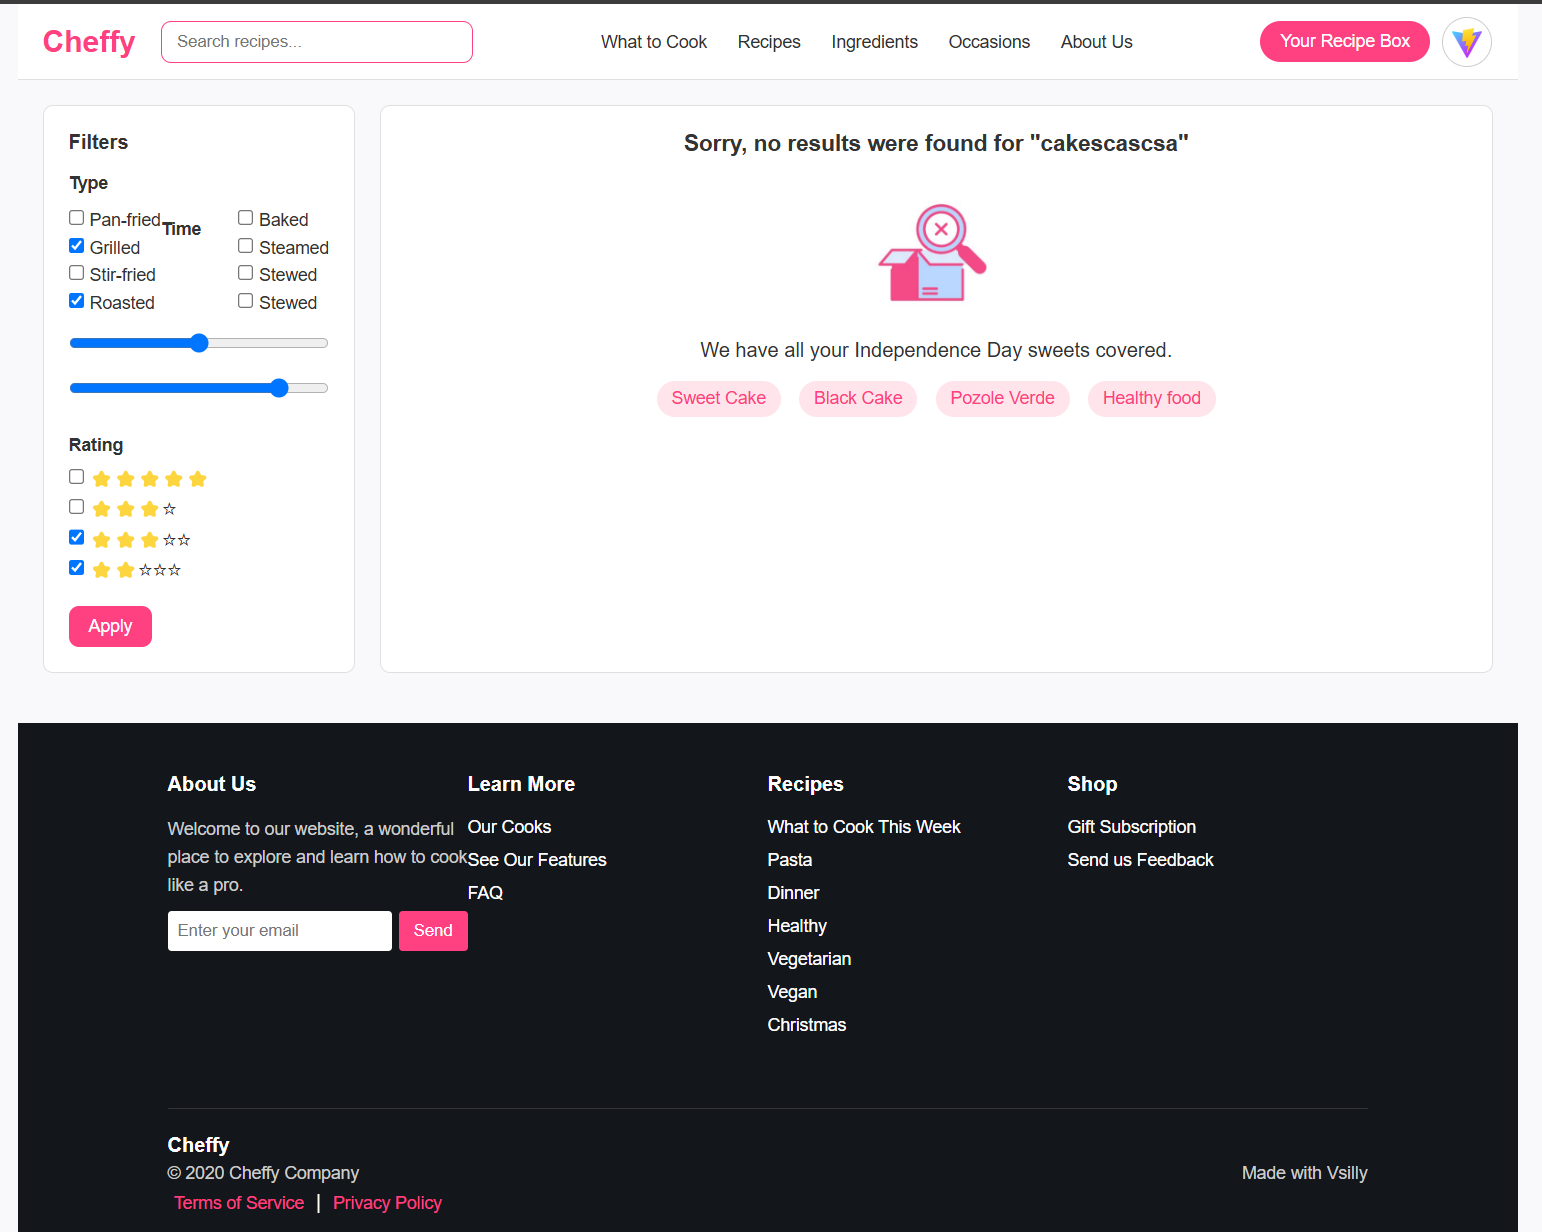 Cheffy
Search recipes...
What to Cook Recipes Ingredients Occasions About Us
Your Recipe Box
Filters
Type
Pan-fried
Grilled
Stir-fried
Roasted
Time
Baked
Steamed
Stewed
Stewed
Rating
Apply
Sorry, no results were found for "cakescascsa"
We have all your Independence Day sweets covered.
Sweet Cake Black Cake Pozole Verde Healthy food
About Us
Welcome to our website, a wonderful
place to explore and learn how to cook
like a pro.
Enter your email Send
Learn More
Our Cooks
See Our Features
FAQ
Recipes
What to Cook This Week
Pasta
Dinner
Healthy
Vegetarian
Vegan
Christmas
Shop
Gift Subscription
Send us Feedback
Cheffy
© 2020 Cheffy Company
Terms of Service | Privacy Policy
Made with Vsilly